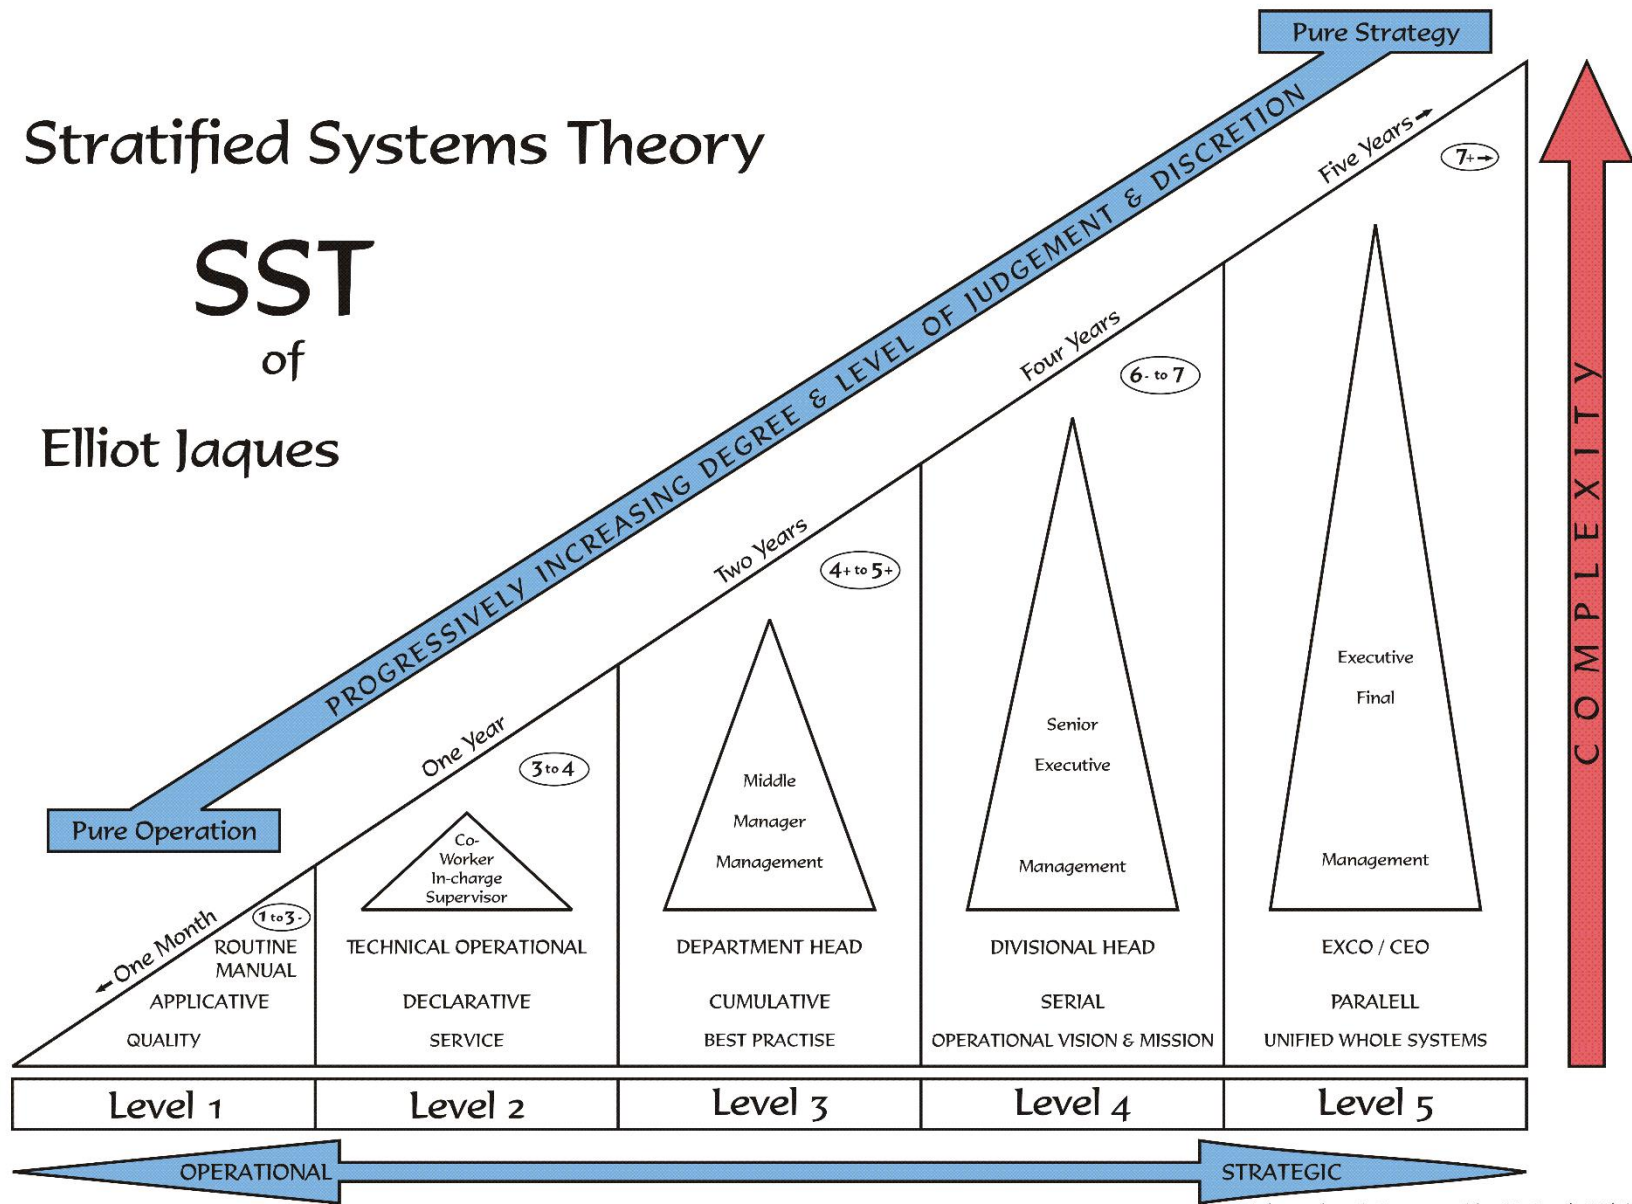 Pure Strategy
Stratified Systems Theory
SST
of
Elliot Jaques
PROGRESSIVELY INCREASING DEGREE & LEVEL OF JUDGEMENT & DISCRETION
Pure Operation
One Month
One Year
Two Years
Four Years
Five Years
1 to 3-
3 to 4
4+ to 5+
6- to 7
7+
COMPLEXITY
Co-
Worker
In-charge
Supervisor
Middle
Manager
Management
Senior
Executive
Management
Executive
Final
Management
ROUTINE
MANUAL
APPLICATIVE
QUALITY
TECHNICAL OPERATIONAL
DECLARATIVE
SERVICE
DEPARTMENT HEAD
CUMULATIVE
BEST PRACTISE
DIVISIONAL HEAD
SERIAL
OPERATIONAL VISION & MISSION
EXCO / CEO
PARALELL
UNIFIED WHOLE SYSTEMS
Level 1
Level 2
Level 3
Level 4
Level 5
OPERATIONAL
STRATEGIC